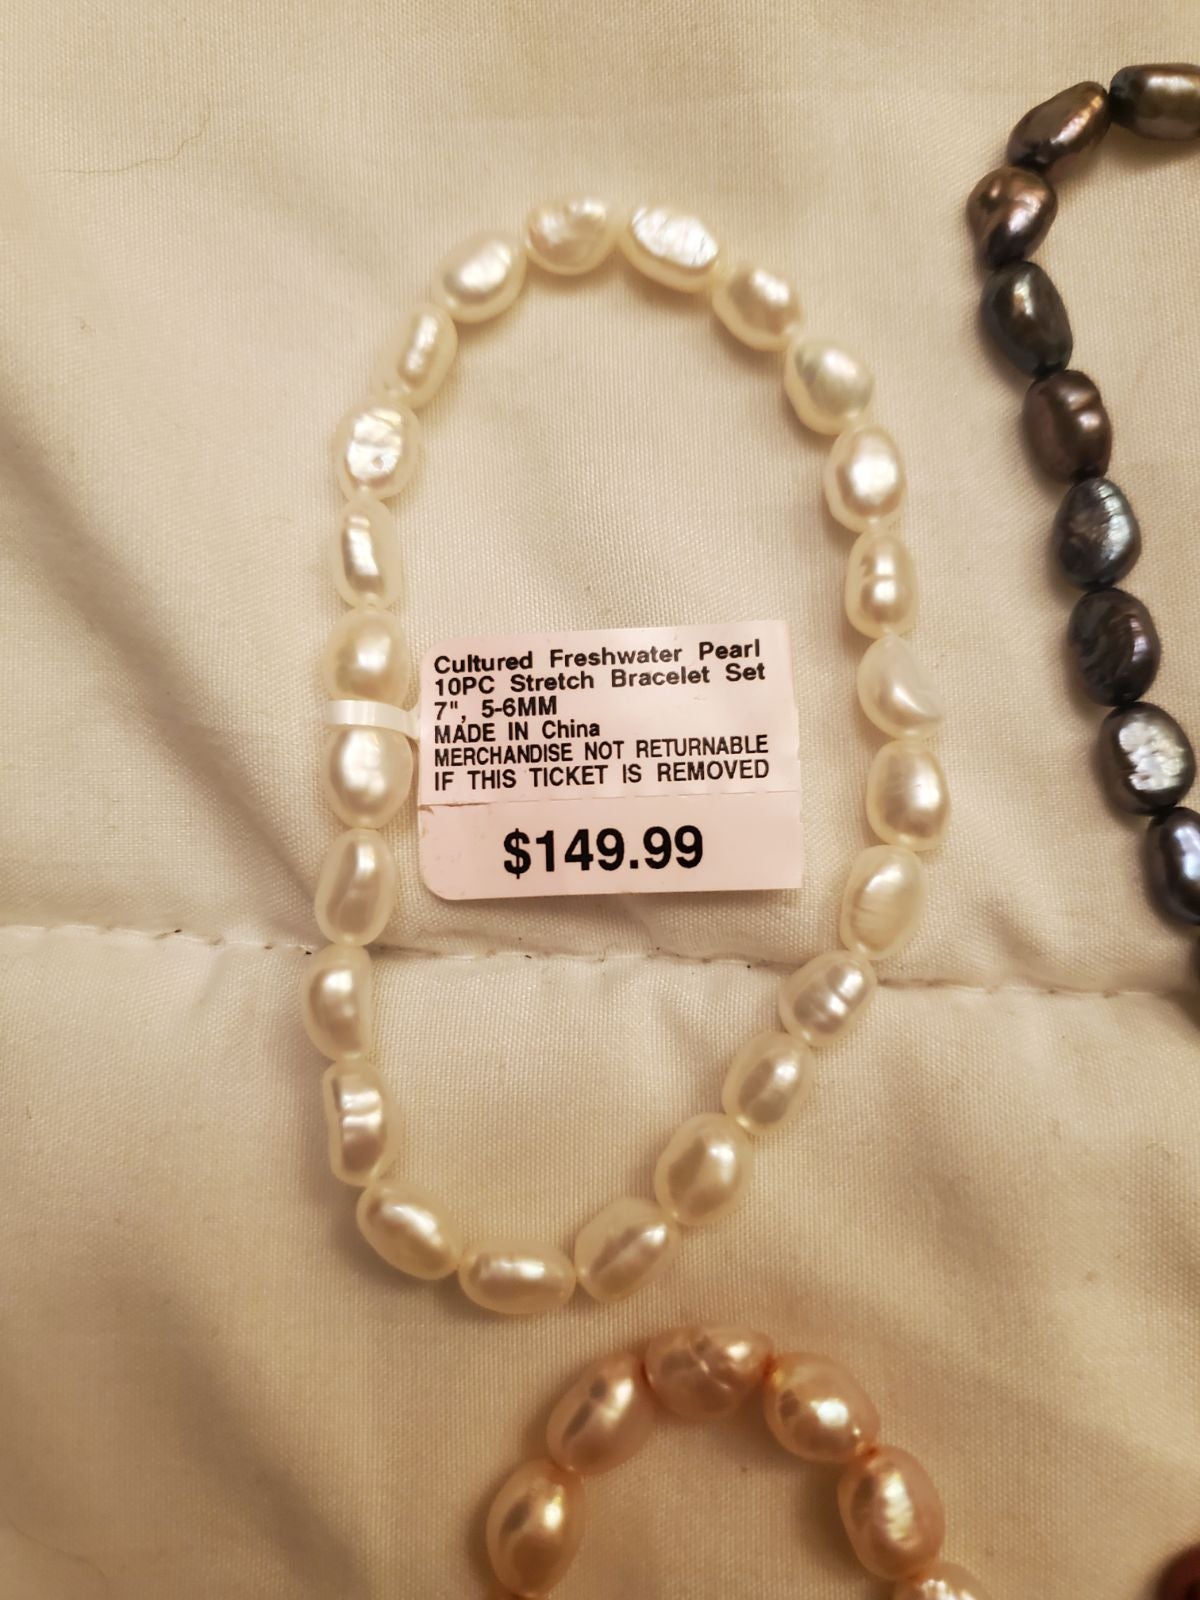 Cultured Freshwater Pearl
10PC Stretch Bracelet Set
7", 5-6MM
MADE IN China
MERCHANDISE NOT RETURNABLE
IF THIS TICKET IS REMOVED
$149.99